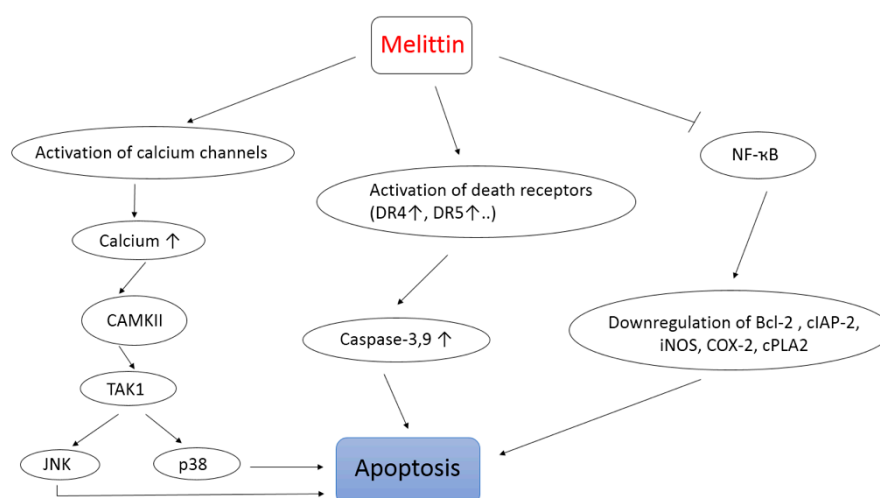 Melittin
Activation of calcium channels
NF-ϰB
Activation of death receptors
(DR4↑, DR5↑..)
Calcium ↑
CAMKII
Caspase-3,9 ↑
Downregulation of Bcl-2 , cIAP-2,
iNOS, COX-2, cPLA2
TAK1
JNK
p38
Apoptosis